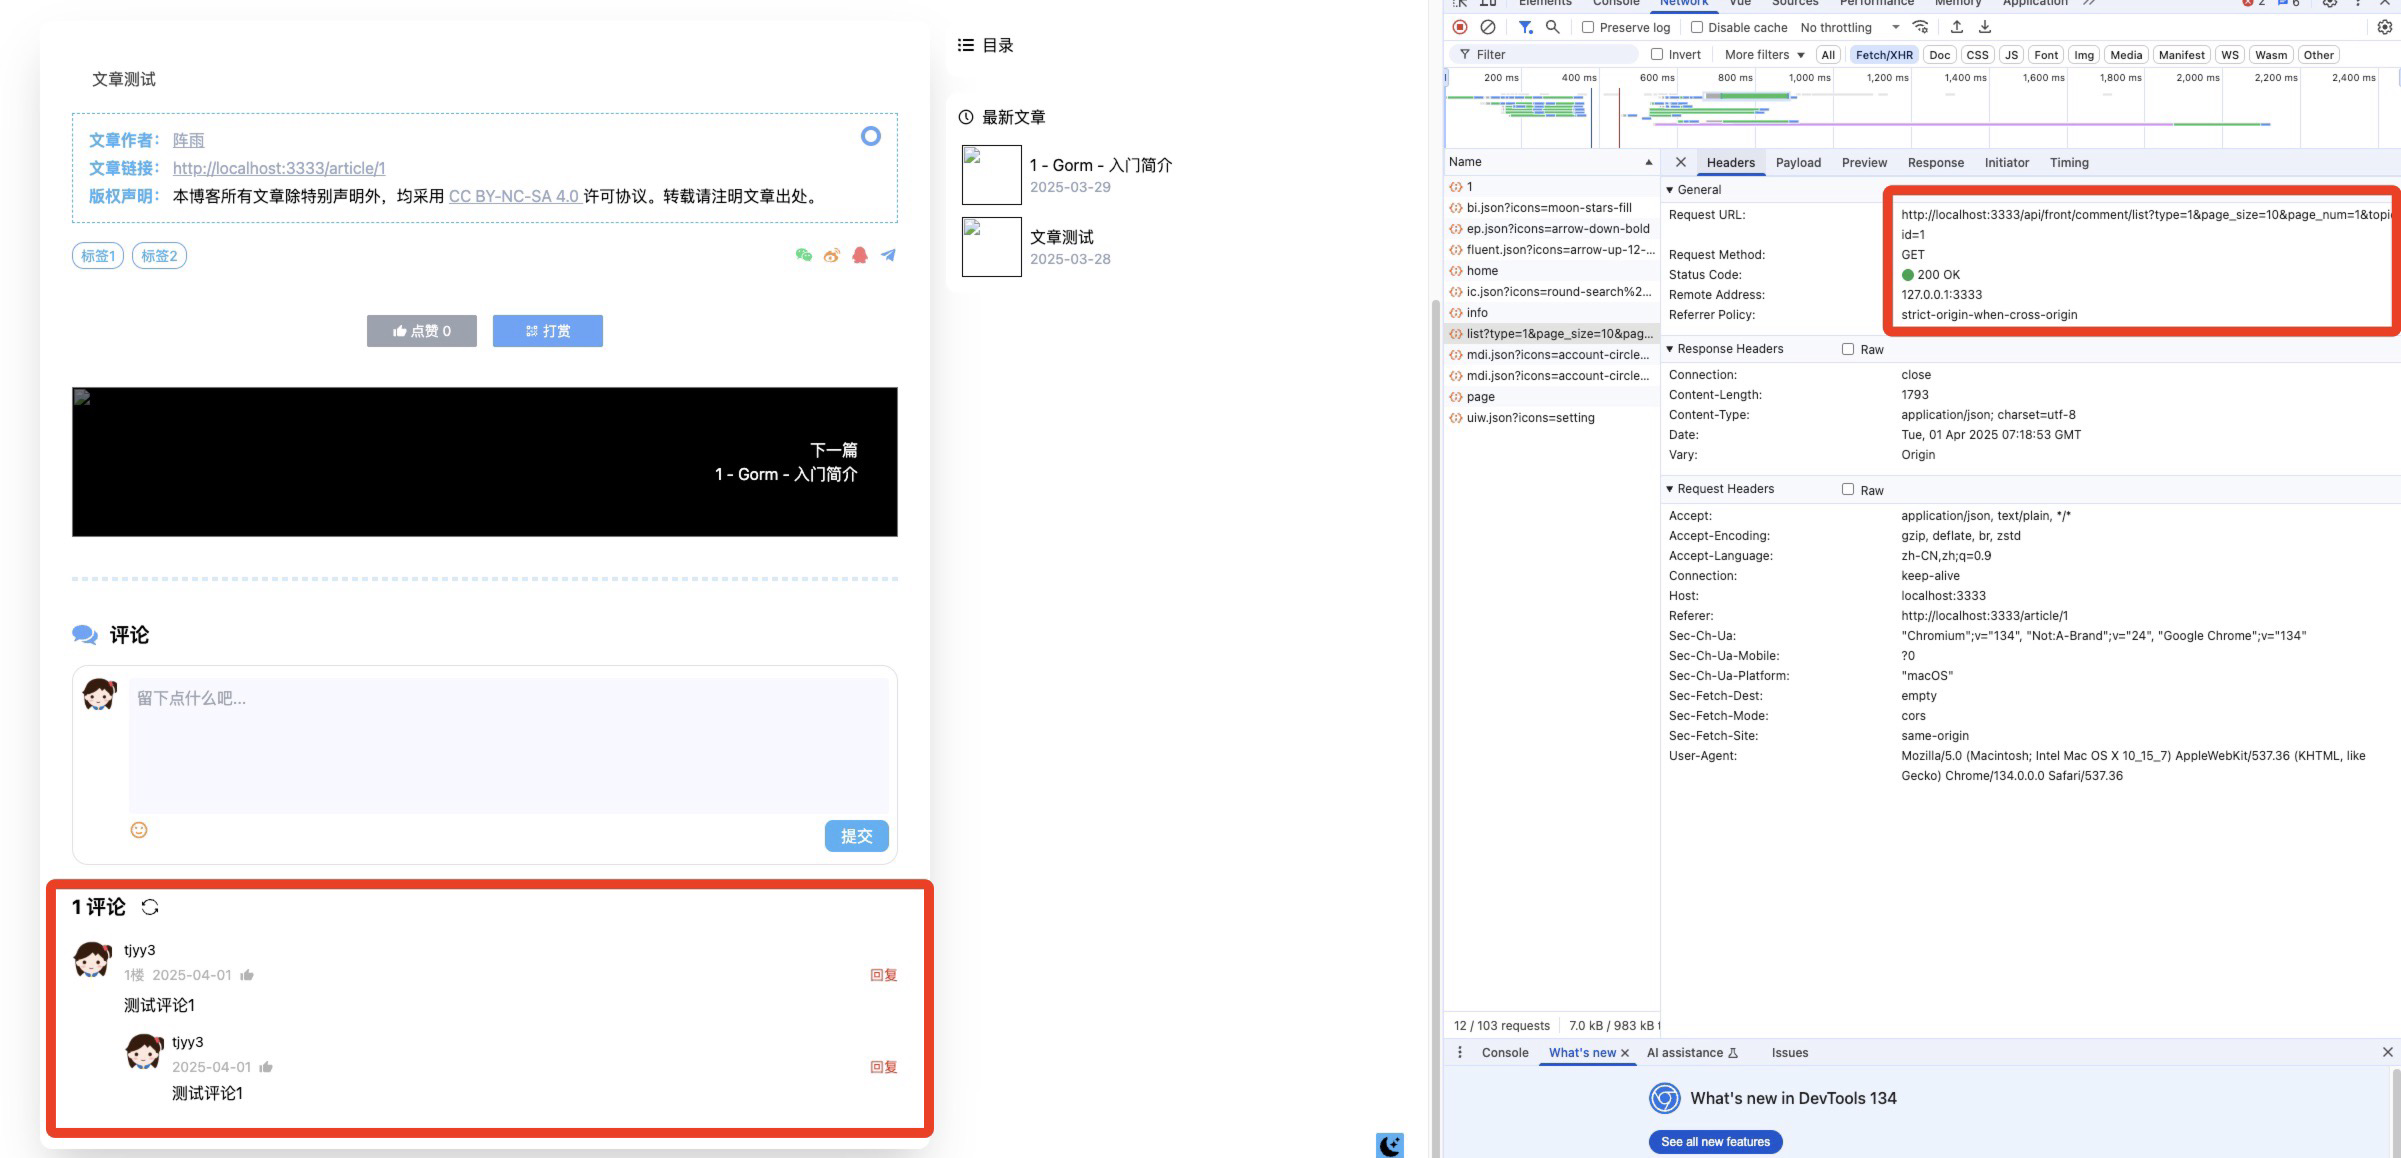 文章测试
文章作者： 阵雨
文章链接： http://localhost:3333/article/1
版权声明： 本博客所有文章除特别声明外，均采用 CC BY-NC-SA 4.0 许可协议。转载请注明文章出处。
标签1 标签2
点赞 0
打赏
下一篇
1 - Gorm - 入门简介
评论
留下点什么吧...
提交
1 评论
tjyy3
1楼 2025-04-01
回复
测试评论1
tjyy3
2025-04-01
回复
测试评论1
目录
最新文章
1 - Gorm - 入门简介
2025-03-29
文章测试
2025-03-28
Elements Console Network Vue Sources Performance Memory Application 2 6
Preserve log Disable cache No throttling
Filter Invert More filters All Fetch/XHR Doc CSS JS Font Img Media Manifest WS Wasm Other
200 ms 400 ms 600 ms 800 ms 1,000 ms 1,200 ms 1,400 ms 1,600 ms 1,800 ms 2,000 ms 2,200 ms 2,400 ms
Name
1
bi.json?icons=moon-stars-fill
ep.json?icons=arrow-down-bold
fluent.json?icons=arrow-up-12-...
home
ic.json?icons=round-search%2...
info
list?type=1&page_size=10&pag...
mdi.json?icons=account-circle...
mdi.json?icons=account-circle...
page
uiw.json?icons=setting
12 / 103 requests 7.0 kB / 983 kB t
Headers Payload Preview Response Initiator Timing
General
Request URL: http://localhost:3333/api/front/comment/list?type=1&page_size=10&page_num=1&topic
id=1
Request Method: GET
Status Code: 200 OK
Remote Address: 127.0.0.1:3333
Referrer Policy: strict-origin-when-cross-origin
Response Headers Raw
Connection: close
Content-Length: 1793
Content-Type: application/json; charset=utf-8
Date: Tue, 01 Apr 2025 07:18:53 GMT
Vary: Origin
Request Headers Raw
Accept: application/json, text/plain, */*
Accept-Encoding: gzip, deflate, br, zstd
Accept-Language: zh-CN,zh;q=0.9
Connection: keep-alive
Host: localhost:3333
Referer: http://localhost:3333/article/1
Sec-Ch-Ua: "Chromium";v="134", "Not:A-Brand";v="24", "Google Chrome";v="134"
Sec-Ch-Ua-Mobile: ?0
Sec-Ch-Ua-Platform: "macOS"
Sec-Fetch-Dest: empty
Sec-Fetch-Mode: cors
Sec-Fetch-Site: same-origin
User-Agent: Mozilla/5.0 (Macintosh; Intel Mac OS X 10_15_7) AppleWebKit/537.36 (KHTML, like
Gecko) Chrome/134.0.0.0 Safari/537.36
Console What's new AI assistance Issues
What's new in DevTools 134
See all new features